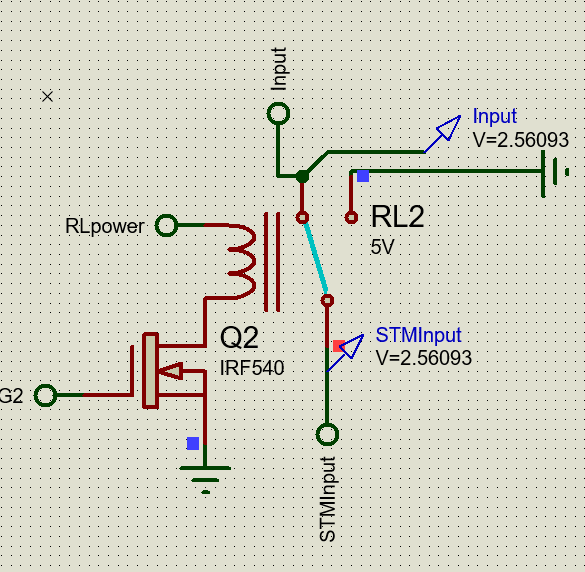 Input
Input
V=2.56093
RLpower
RL2
5V
Q2
IRF540
STMInput
V=2.56093
G2
STMInput